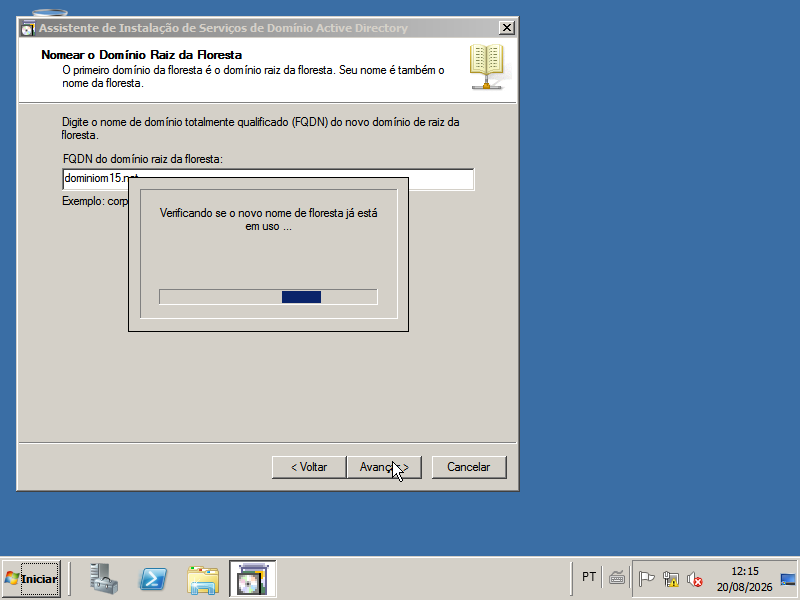 Assistente de Instalação de Serviços de Domínio Active Directory
Nomear o Domínio Raiz da Floresta
O primeiro domínio da floresta é o domínio raiz da floresta. Seu nome é também o
nome da floresta.
Digite o nome de domínio totalmente qualificado (FQDN) do novo domínio de raiz da
floresta.
FQDN do domínio raiz da floresta:
dominiom15.net
Exemplo: corp
Verificando se o novo nome de floresta já está
em uso ...
< Voltar
Avançar >
Cancelar
Iniciar
PT
12:15
20/08/2026